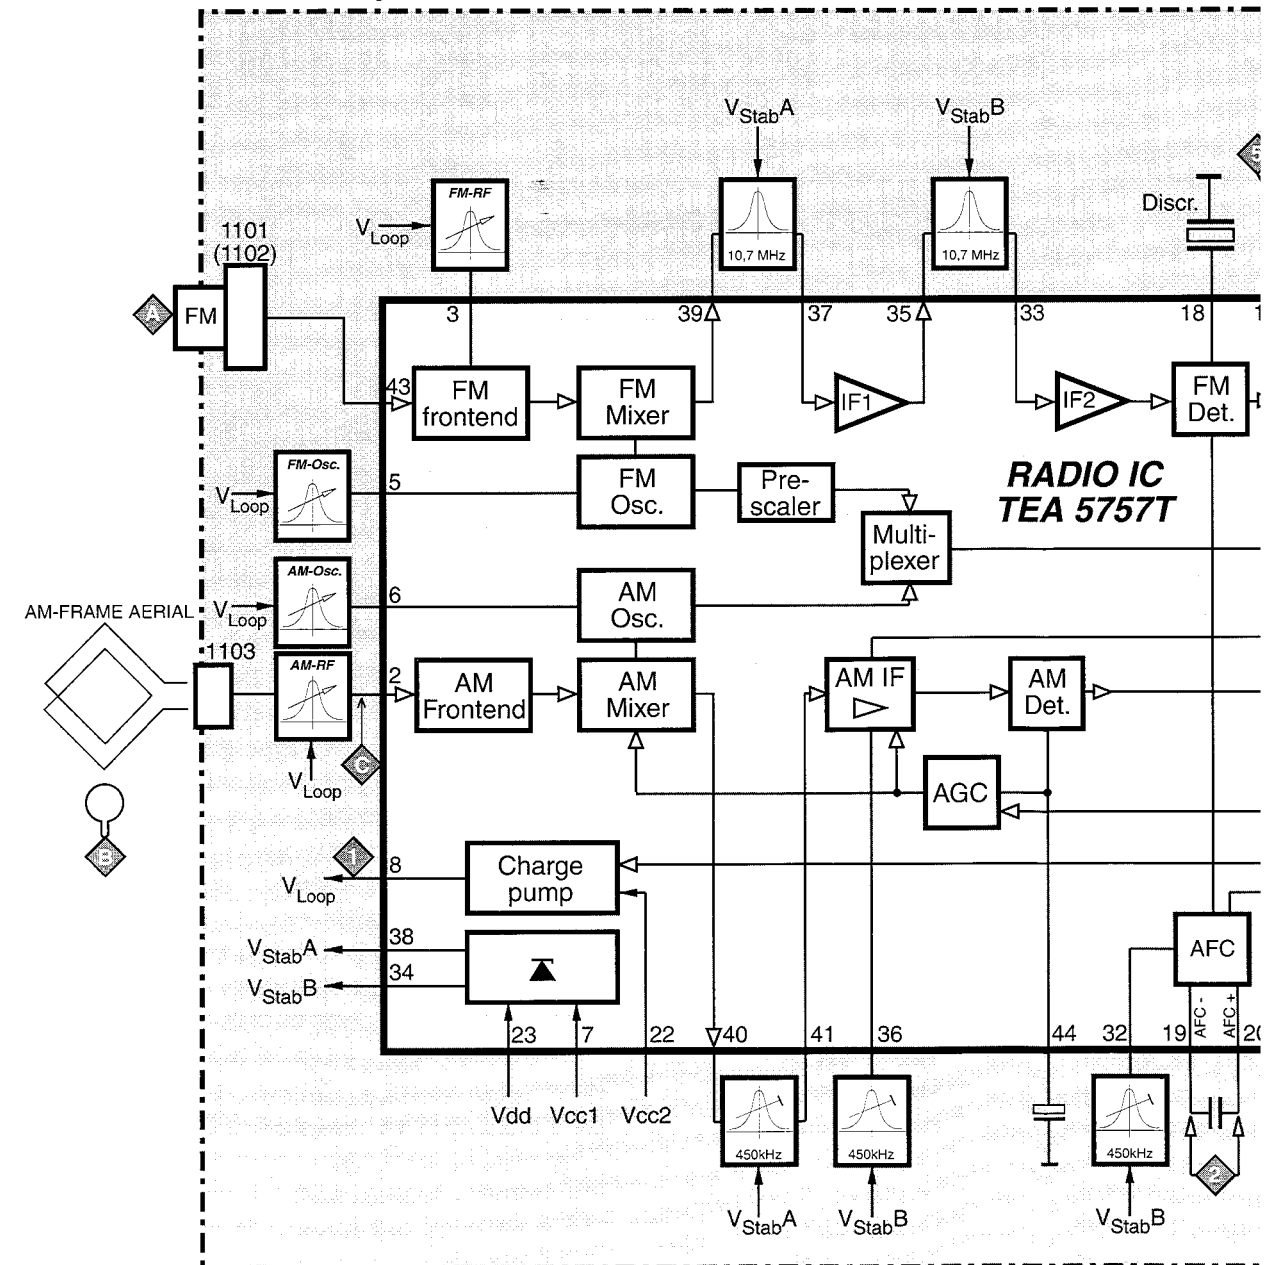 VStabA
VStabB
FM-RF
VLoop
10,7 MHz
10,7 MHz
Discr.
5
1101
(1102)
A
FM
3
39
37
35
33
18
1
43
FM
frontend
FM
Mixer
IF1
IF2
FM
Det.
FM-Osc.
VLoop
5
FM
Osc.
Pre-
scaler
RADIO IC
TEA 5757T
Multi-
plexer
AM-Osc.
VLoop
6
AM
Osc.
AM-FRAME AERIAL
1103
AM-RF
2
AM
Frontend
AM
Mixer
AM IF
AM
Det.
C
VLoop
AGC
B
1
8
VLoop
Charge
pump
38
VStabA
34
VStabB
AFC
AFC -
AFC +
23
7
22
40
41
36
44
32
19
20
Vdd
Vcc1
Vcc2
450kHz
450kHz
450kHz
2
VStabA
VStabB
VStabB